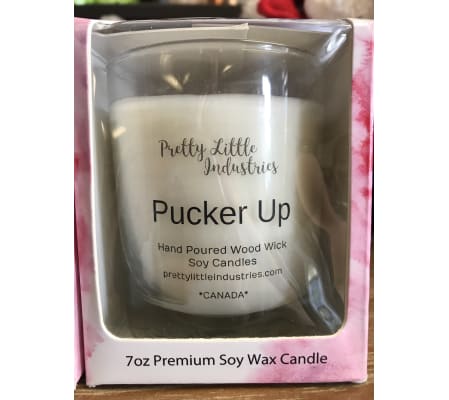 Pretty Little
Industries
Pucker Up
Hand Poured Wood Wick
Soy Candles
prettylittleindustries.com
*CANADA*
7oz Premium Soy Wax Candle